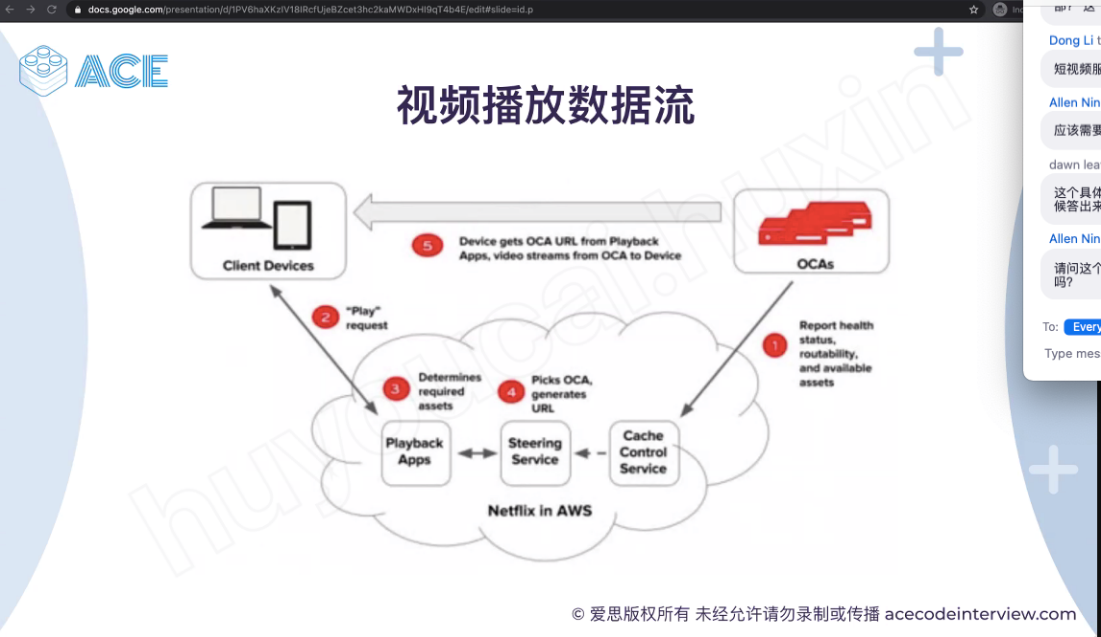 docs.google.com/presentation/d/1PV6haXKzIV18IRcfUjeBZcet3hc2kaMWDxHI9qT4b4E/edit#slide=id.p
ACE
视频播放数据流
Client Devices
OCAs
5
Device gets OCA URL from Playback
Apps, video streams from OCA to Device
2
"Play"
request
1
Report health
status,
routability,
and available
assets
3
Determines
required
assets
4
Picks OCA,
generates
URL
Playback
Apps
Steering
Service
Cache
Control
Service
Netflix in AWS
huyoucai.huxin
© 爱思版权所有 未经允许请勿录制或传播 acecodeinterview.com
Dong Li t
短视频服
Allen Nin
应该需要
dawn lea
这个具体
候答出来
Allen Nin
请问这个
吗?
To: Every
Type mes